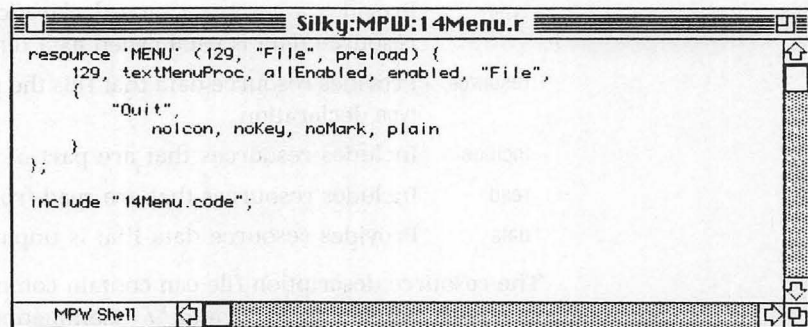 Silky:MPW:14Menu.r
resource 'MENU' (129, "File", preload) {
129, textMenuProc, allEnabled, enabled, "File",
{
"Quit",
noIcon, noKey, noMark, plain
}
};
include "14Menu.code";
MPW Shell